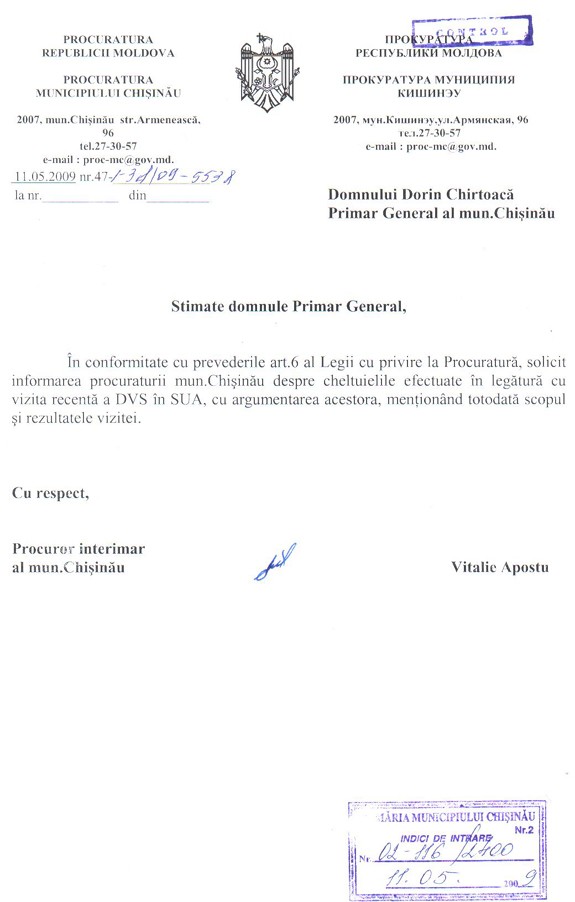 PROCURATURA
REPUBLICII MOLDOVA
PROCURATURA
MUNICIPIULUI CHIŞINĂU
2007, mun.Chişinău str.Armenească,
96
tel.27-30-57
e-mail : proc-mc@gov.md.
11.05.2009 nr.47-1-3d/09-5538
la nr. din
CONTROL
ПРОКУРАТУРА
РЕСПУБЛИКИ МОЛДОВА
ПРОКУРАТУРА МУНИЦИПИЯ
КИШИНЭУ
2007, мун.Кишинэу,ул.Армянская, 96
тел.27-30-57
e-mail : proc-mc@gov.md.
Domnului Dorin Chirtoacă
Primar General al mun.Chişinău
Stimate domnule Primar General,
În conformitate cu prevederile art.6 al Legii cu privire la Procuratură, solicit
informarea procuraturii mun.Chişinău despre cheltuielile efectuate în legătură cu
vizita recentă a DVS în SUA, cu argumentarea acestora, menţionând totodată scopul
şi rezultatele vizitei.
Cu respect,
Procuror interimar
al mun.Chişinău Vitalie Apostu
MĂRIA MUNICIPIULUI CHIŞINĂU
Nr.2
INDICI DE INTRARE
Nr. 02-116/2400
11.05. 2009